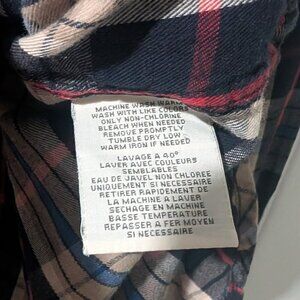 MACHINE WASH WARM
WASH WITH LIKE COLORS
ONLY NON-CHLORINE
BLEACH WHEN NEEDED
REMOVE PROMPTLY
TUMBLE DRY LOW
WARM IRON IF NEEDED
LAVAGE A 40°
LAVER AVEC COULEURS
SEMBLABLES
EAU DE JAVEL NON CHLOREE
UNIQUEMENT SI NECESSAIRE
RETIRER RAPIDEMENT DE
LA MACHINE A LAVER
SECHAGE EN MACHINE
BASSE TEMPERATURE
REPASSER A FER MOYEN
SI NECESSAIRE